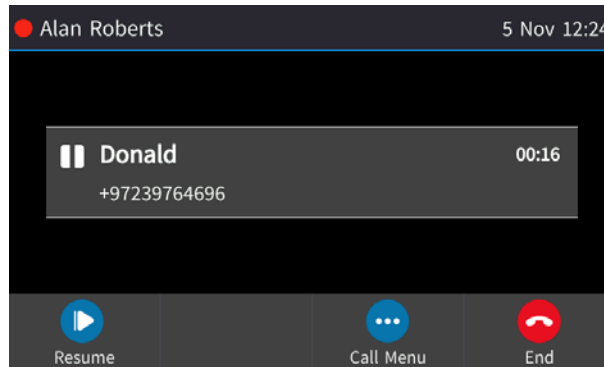 Alan Roberts 5 Nov 12:24
Donald 00:16
+97239764696
Resume Call Menu End